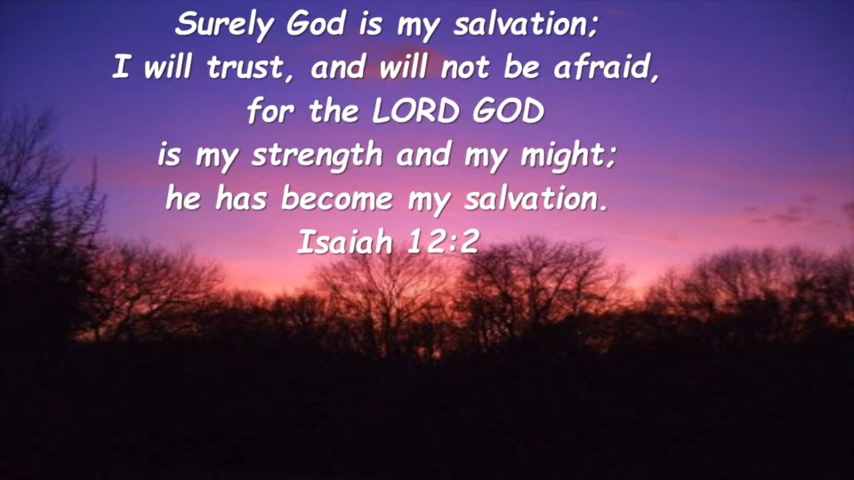 Surely God is my salvation;
I will trust, and will not be afraid,
for the LORD GOD
is my strength and my might;
he has become my salvation.
Isaiah 12:2